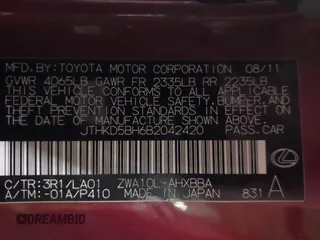 MFD. BY: TOYOTA MOTOR CORPORATION 08/11
GVWR 4065LB GAWR FR 2335LB RR 2235LB
THIS VEHICLE CONFORMS TO ALL APPLICABLE
FEDERAL MOTOR VEHICLE SAFETY, BUMPER, AND
THEFT PREVENTION STANDARDS IN EFFECT ON
THE DATE OF MANUFACTURE SHOWN ABOVE.
JTHKD5BH6B2042420 PASS.CAR
C/TR:3R1/LA01 ZWA10L-AHXBBA
A/TM:-01A/P410 MADE IN JAPAN 831 A
DREAMBID